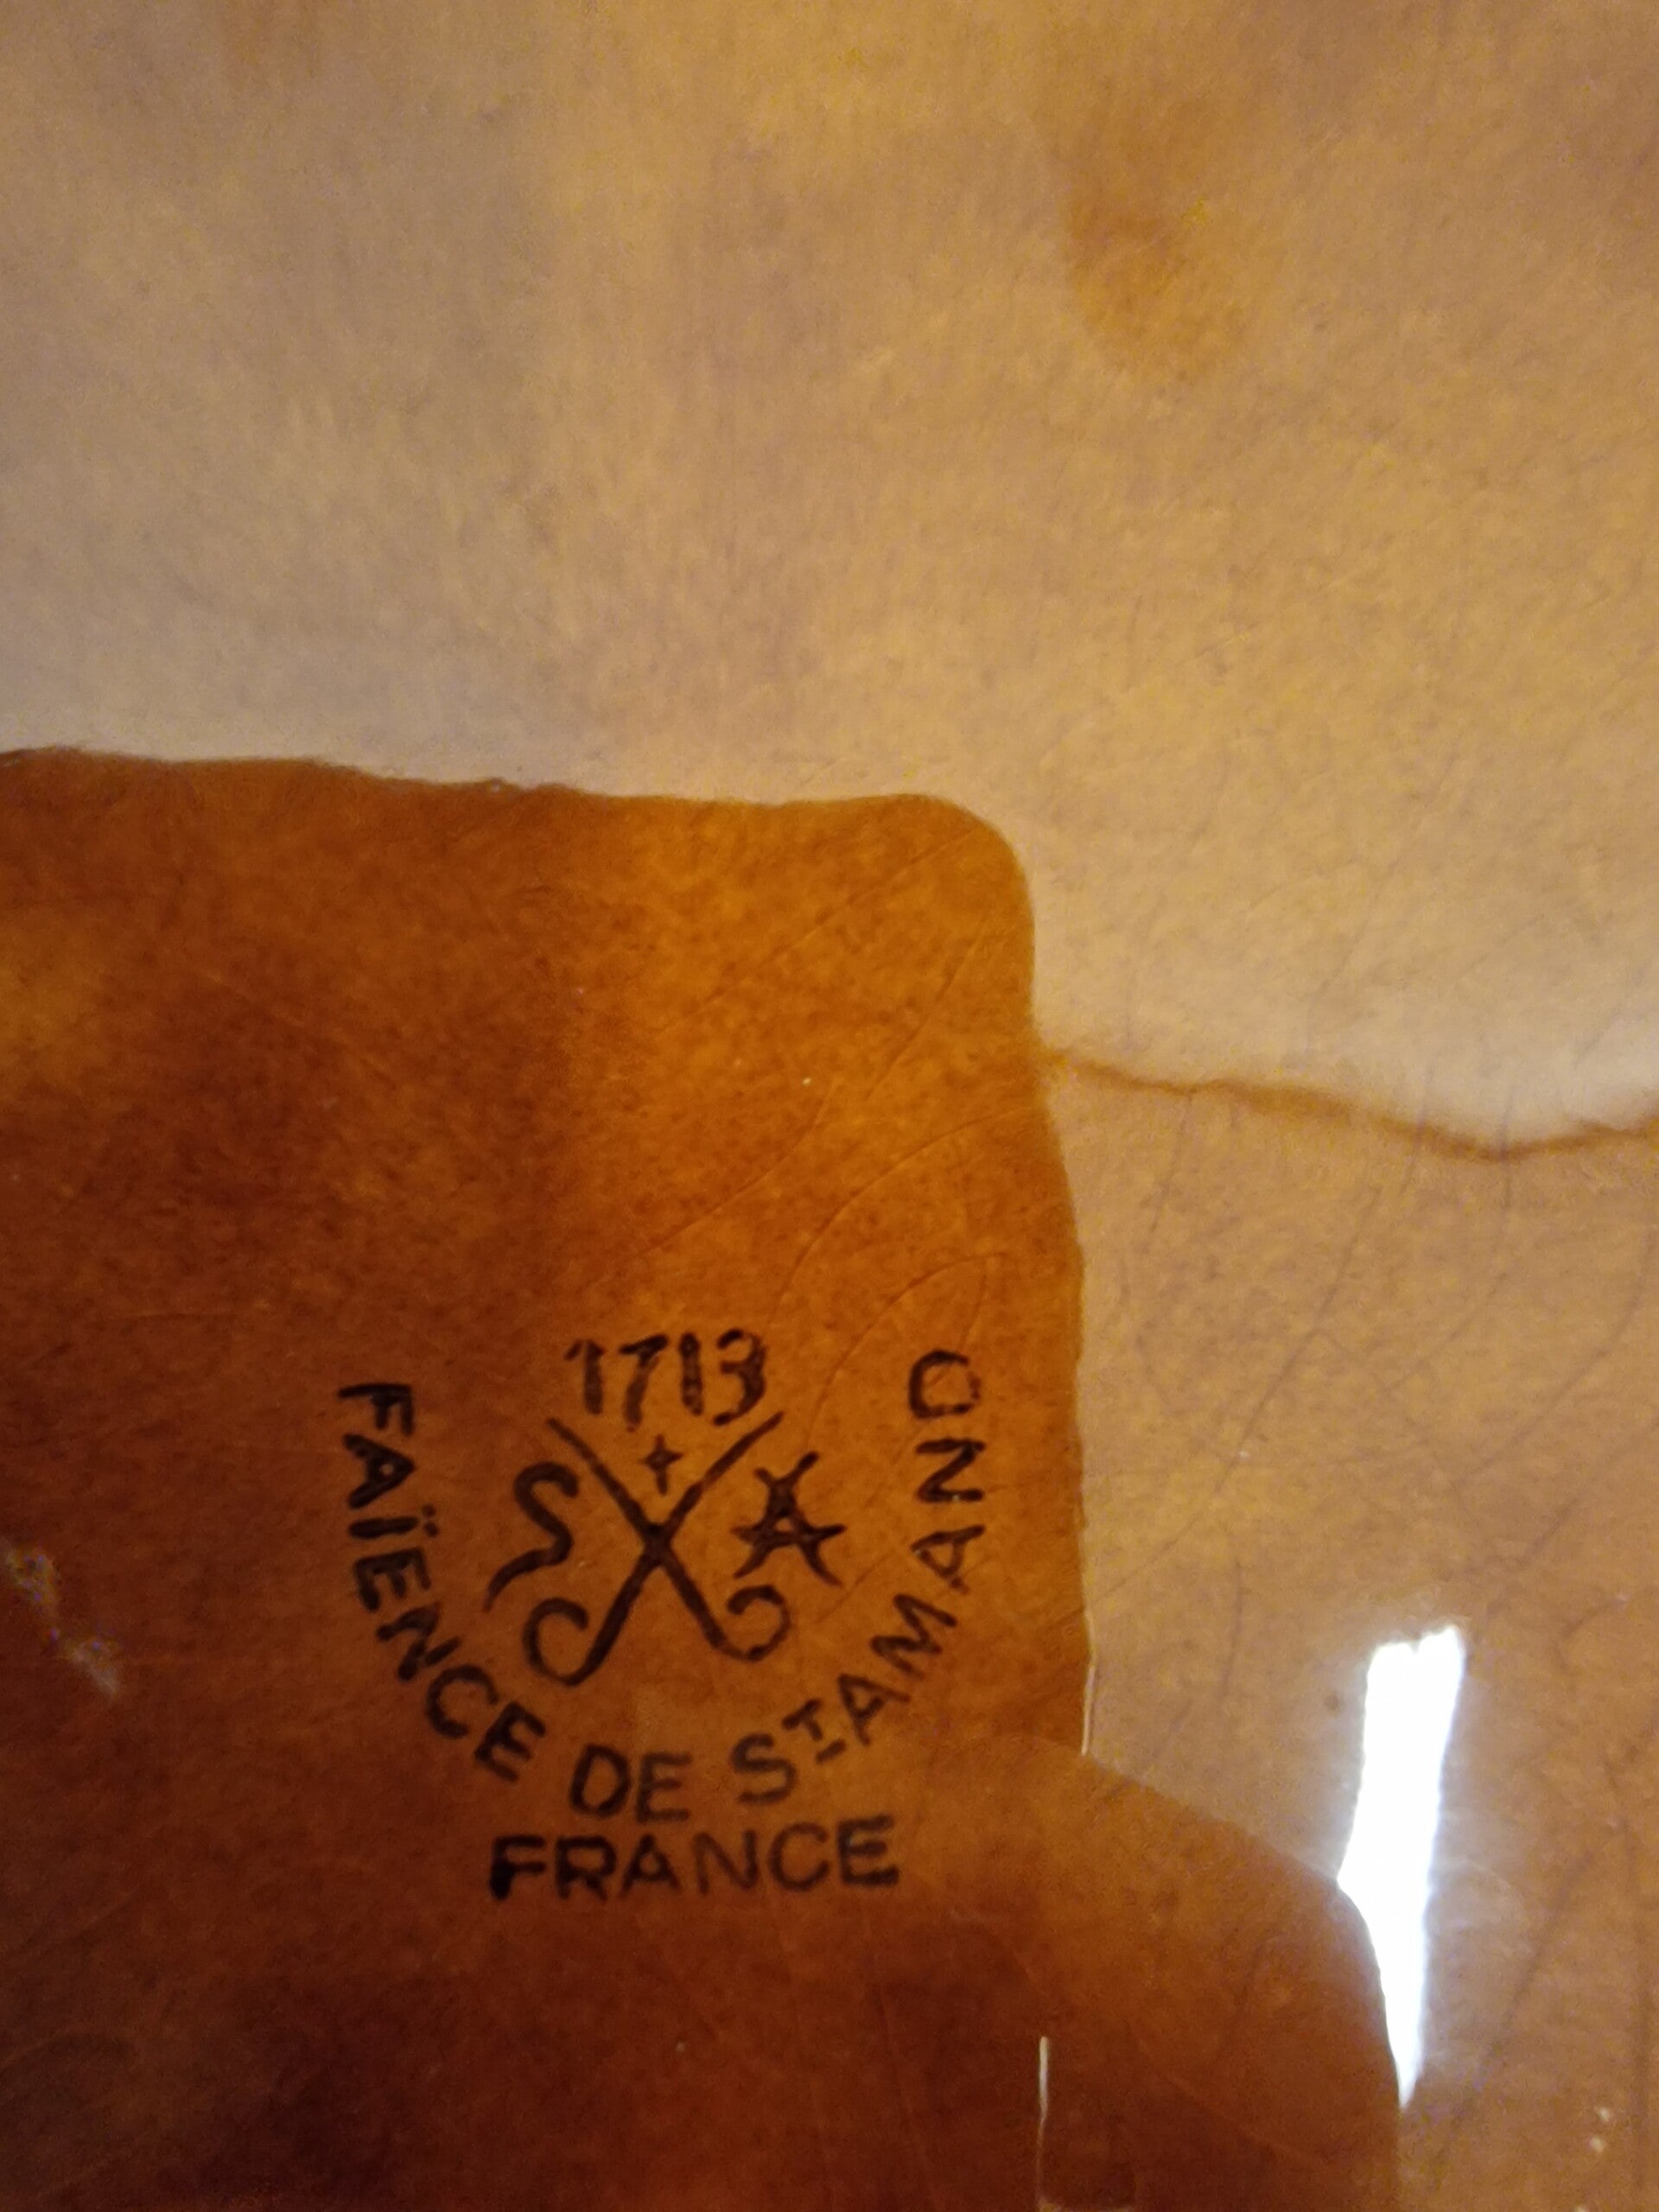 1713
S A
FAÏENCE DE ST AMAND
FRANCE